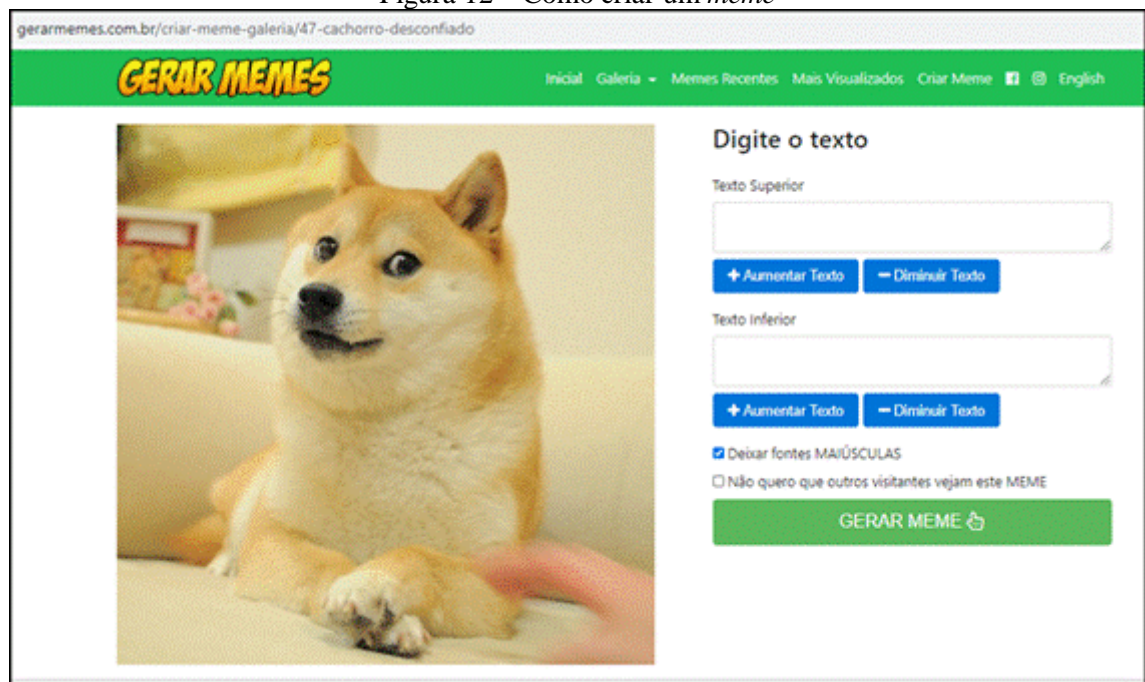 Figura 12 – Como criar um meme
gerarmemes.com.br/criar-meme-galeria/47-cachorro-desconfiado
GERAR MEMES
Inicial Galeria Memes Recentes Mais Visualizados Criar Meme English
Digite o texto
Texto Superior
+ Aumentar Texto − Diminuir Texto
Texto Inferior
+ Aumentar Texto − Diminuir Texto
Deixar fontes MAIÚSCULAS
Não quero que outros visitantes vejam este MEME
GERAR MEME